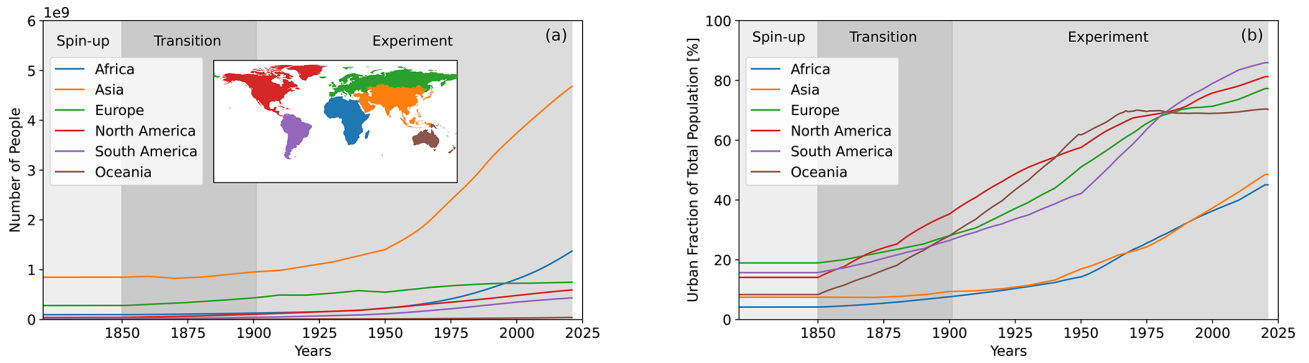 1e9
6
5
4
3
2
1
0
Number of People
Spin-up
Transition
Experiment
(a)
Africa
Asia
Europe
North America
South America
Oceania
1850 1875 1900 1925 1950 1975 2000 2025
Years
100
80
60
40
20
0
Urban Fraction of Total Population [%]
Spin-up
Transition
Experiment
(b)
Africa
Asia
Europe
North America
South America
Oceania
1850 1875 1900 1925 1950 1975 2000 2025
Years